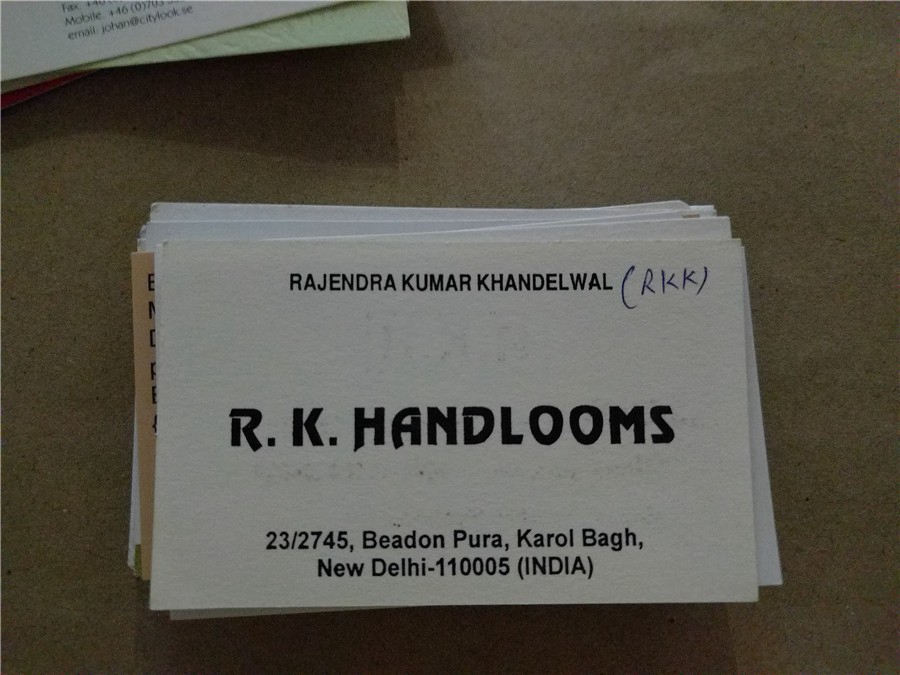 Mobile: +46 (0)703
email: johan@citylook.se
RAJENDRA KUMAR KHANDELWAL (RKK)
R. K. HANDLOOMS
23/2745, Beadon Pura, Karol Bagh,
New Delhi-110005 (INDIA)